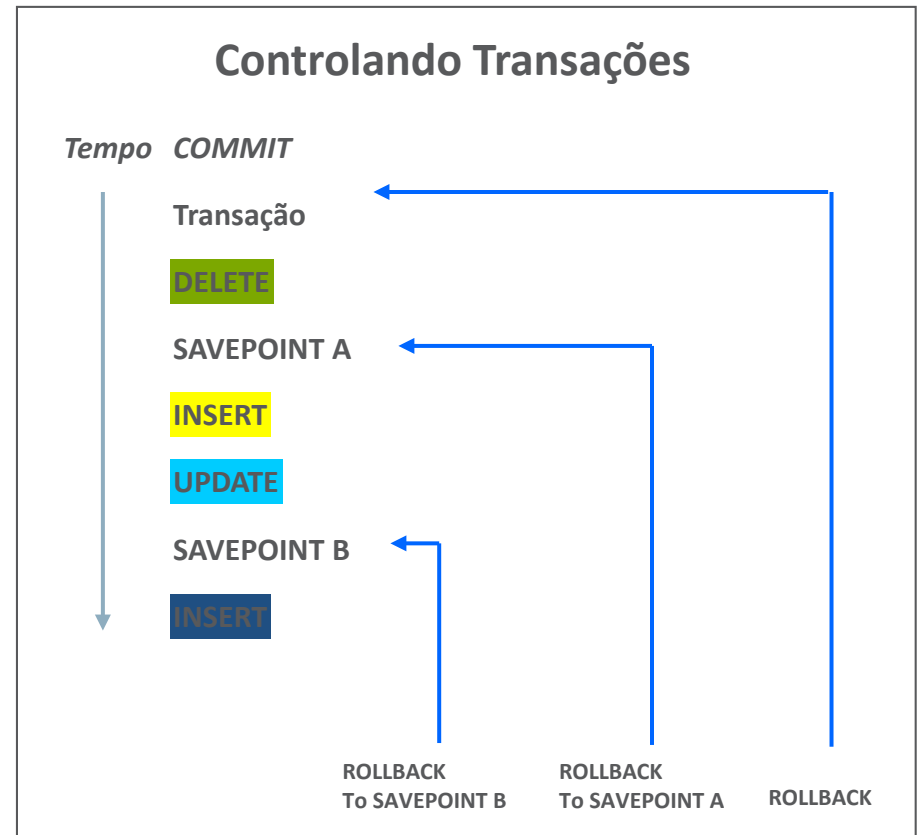 Controlando Transações
Tempo COMMIT
Transação
DELETE
SAVEPOINT A
INSERT
UPDATE
SAVEPOINT B
INSERT
ROLLBACK
To SAVEPOINT B
ROLLBACK
To SAVEPOINT A
ROLLBACK